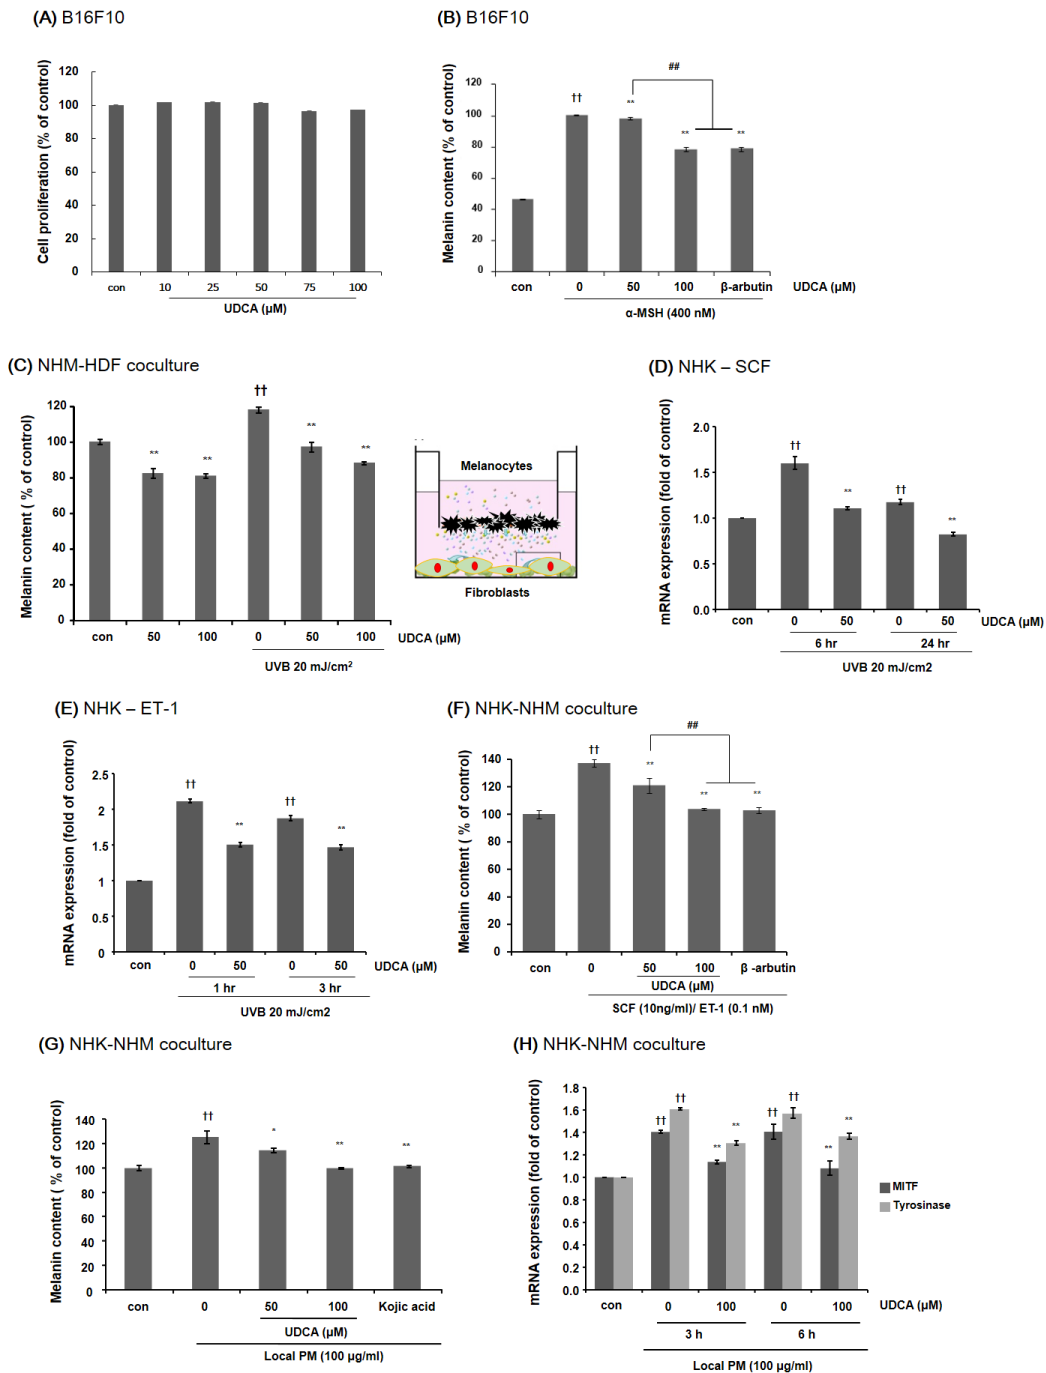 (A) B16F10
Cell proliferation (% of control)
120
100
80
60
40
20
0
con 10 25 50 75 100
UDCA (μM)
(B) B16F10
Melanin content (% of control)
120
100
80
60
40
20
0
††
**
##
**
**
con 0 50 100 β-arbutin UDCA (μM)
α-MSH (400 nM)
(C) NHM-HDF coculture
Melanin content ( % of control)
120
100
80
60
40
20
0
**
**
††
**
**
con 50 100 0 50 100 UDCA (μM)
UVB 20 mJ/cm²
Melanocytes
Fibroblasts
(D) NHK – SCF
mRNA expression (fold of control)
2.0
1.5
1.0
0.5
0.0
††
**
††
**
con 0 50 0 50 UDCA (μM)
6 hr 24 hr
UVB 20 mJ/cm2
(E) NHK – ET-1
mRNA expression (fold of control)
2.5
2
1.5
1
0.5
0
††
**
††
**
con 0 50 0 50 UDCA (μM)
1 hr 3 hr
UVB 20 mJ/cm2
(F) NHK-NHM coculture
Melanin content ( % of control)
140
120
100
80
60
40
20
0
††
**
##
**
**
con 0 50 100 β -arbutin
UDCA (μM)
SCF (10ng/ml)/ ET-1 (0.1 nM)
(G) NHK-NHM coculture
Melanin content ( % of control)
140
120
100
80
60
40
20
0
††
*
**
**
con 0 50 100 Kojic acid
UDCA (μM)
Local PM (100 μg/ml)
(H) NHK-NHM coculture
mRNA expression (fold of control)
1.8
1.6
1.4
1.2
1.0
0.8
0.6
0.4
0.2
0.0
††
††
**
**
††
††
**
**
MITF
Tyrosinase
con 0 100 0 100 UDCA (μM)
3 h 6 h
Local PM (100 μg/ml)